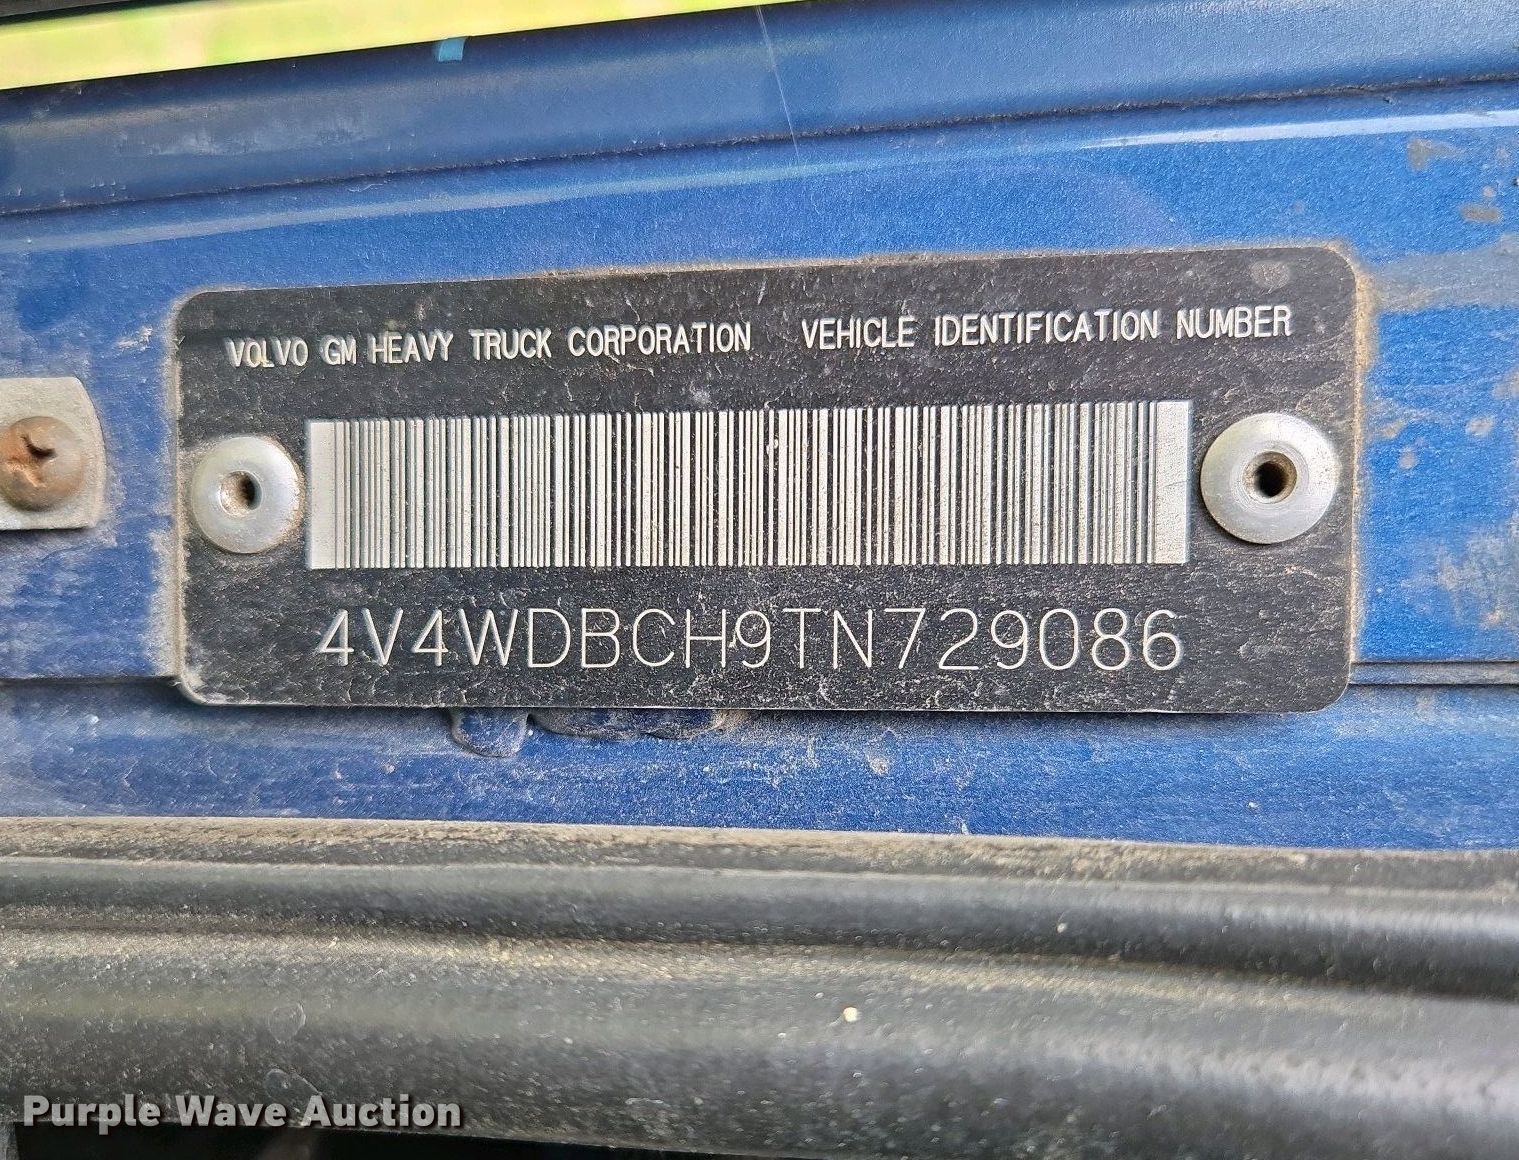 VOLVO GM HEAVY TRUCK CORPORATION VEHICLE IDENTIFICATION NUMBER
4V4WDBCH9TN729086
Purple Wave Auction